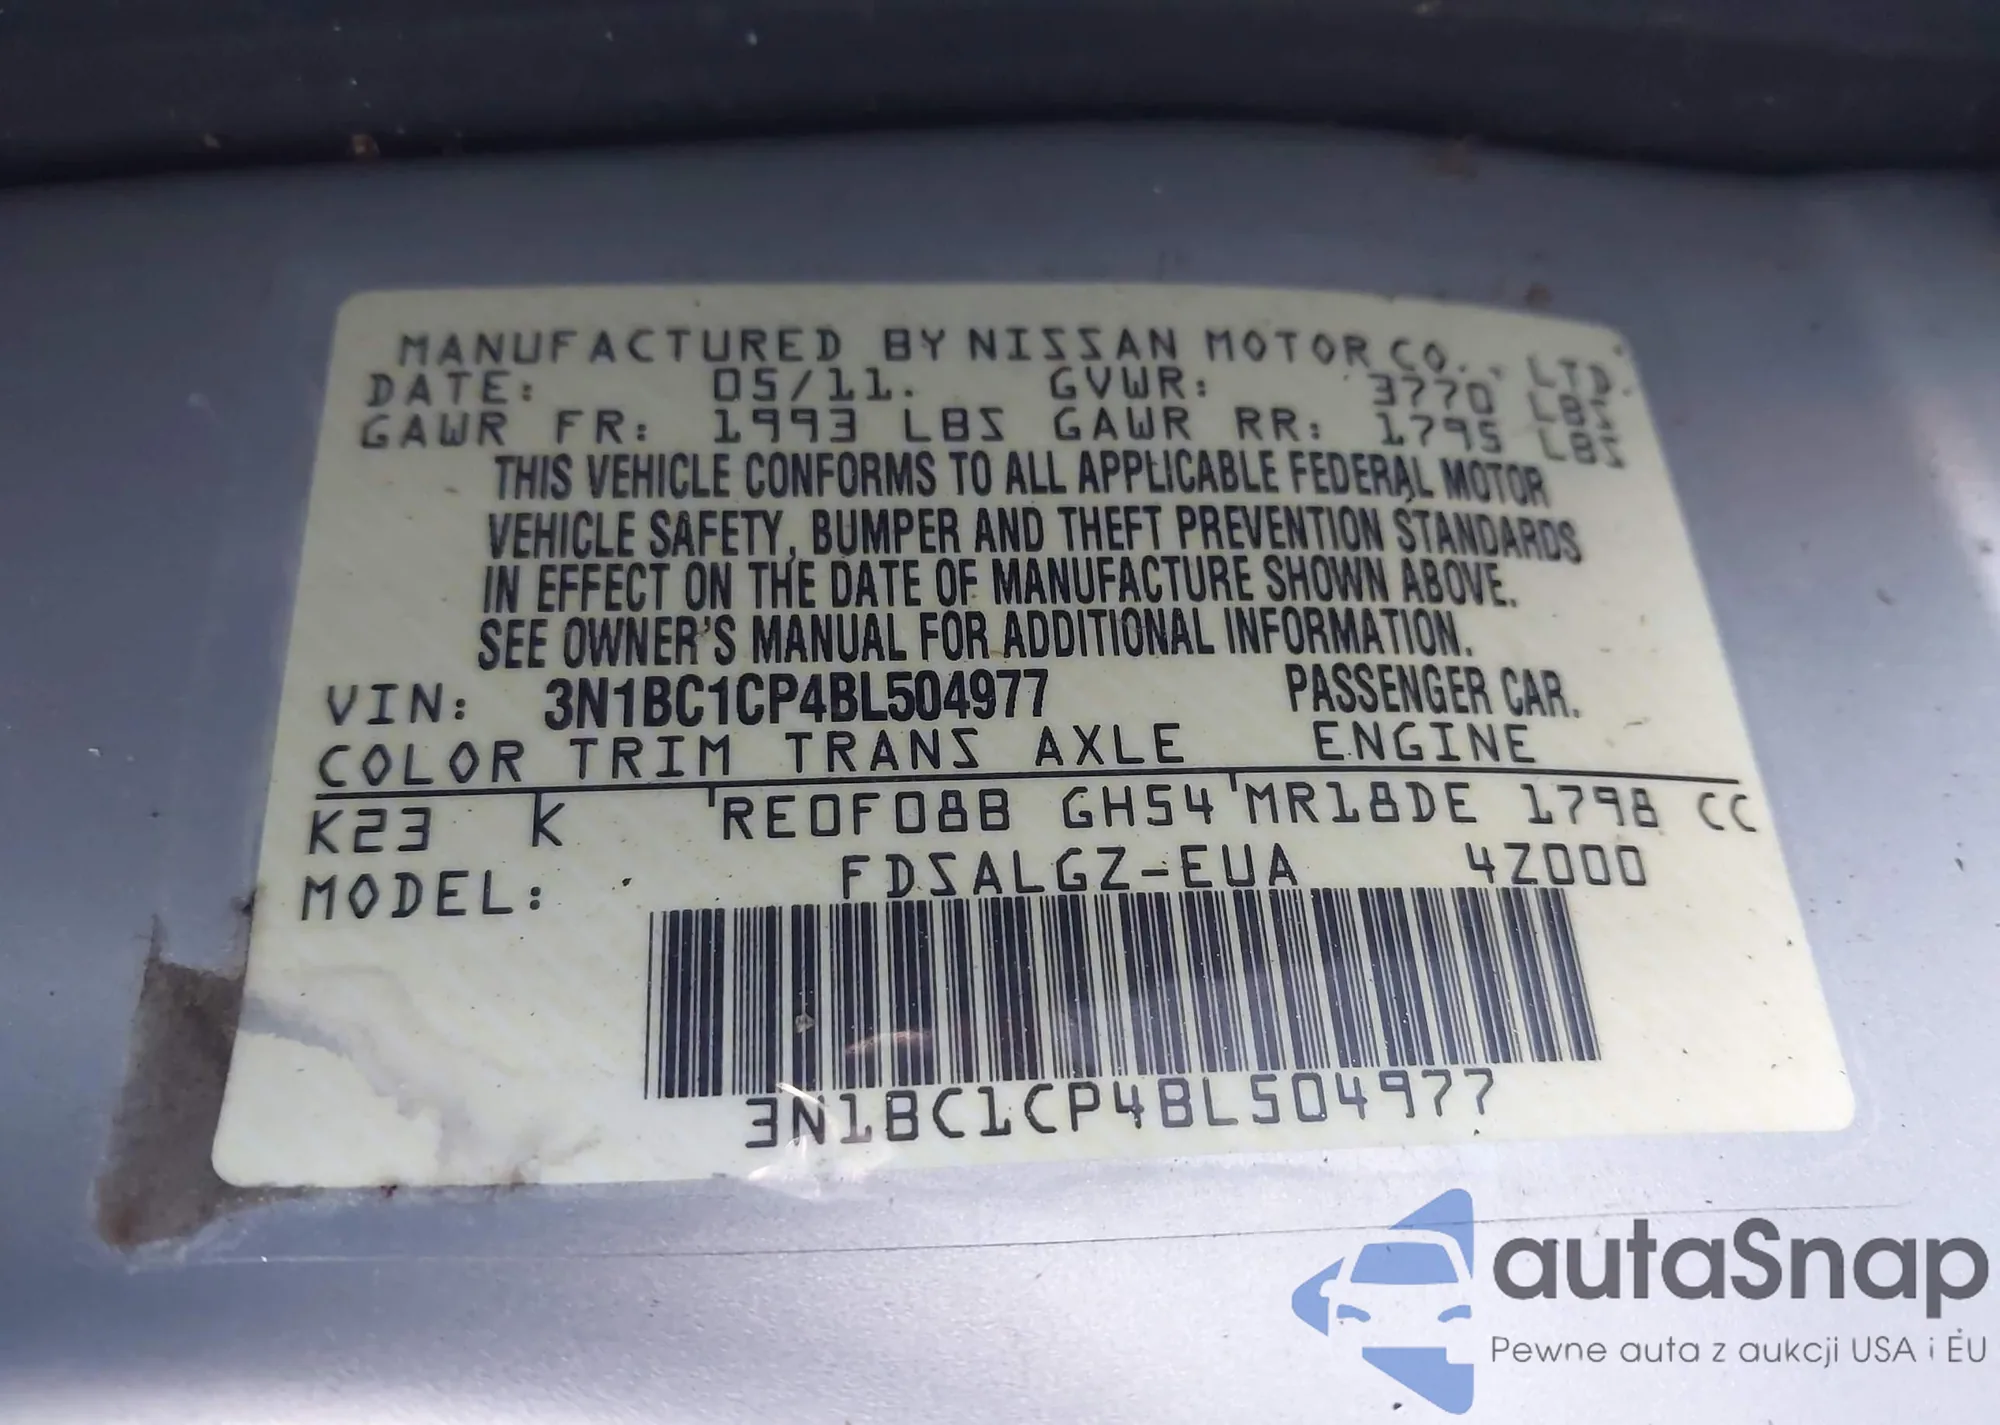 MANUFACTURED BY NISSAN MOTOR CO., LTD.
DATE: 05/11. GVWR: 3770 LBS
GAWR FR: 1993 LBS GAWR RR: 1795 LBS
THIS VEHICLE CONFORMS TO ALL APPLICABLE FEDERAL MOTOR
VEHICLE SAFETY, BUMPER AND THEFT PREVENTION STANDARDS
IN EFFECT ON THE DATE OF MANUFACTURE SHOWN ABOVE.
SEE OWNER'S MANUAL FOR ADDITIONAL INFORMATION.
VIN: 3N1BC1CP4BL504977 PASSENGER CAR.
COLOR TRIM TRANS AXLE ENGINE
K23 K RE0F08B GH54 MR18DE 1798 CC
MODEL: FDSALGZ-EUA 4Z000
3N1BC1CP4BL504977
autaSnap
Pewne auta z aukcji USA i EU